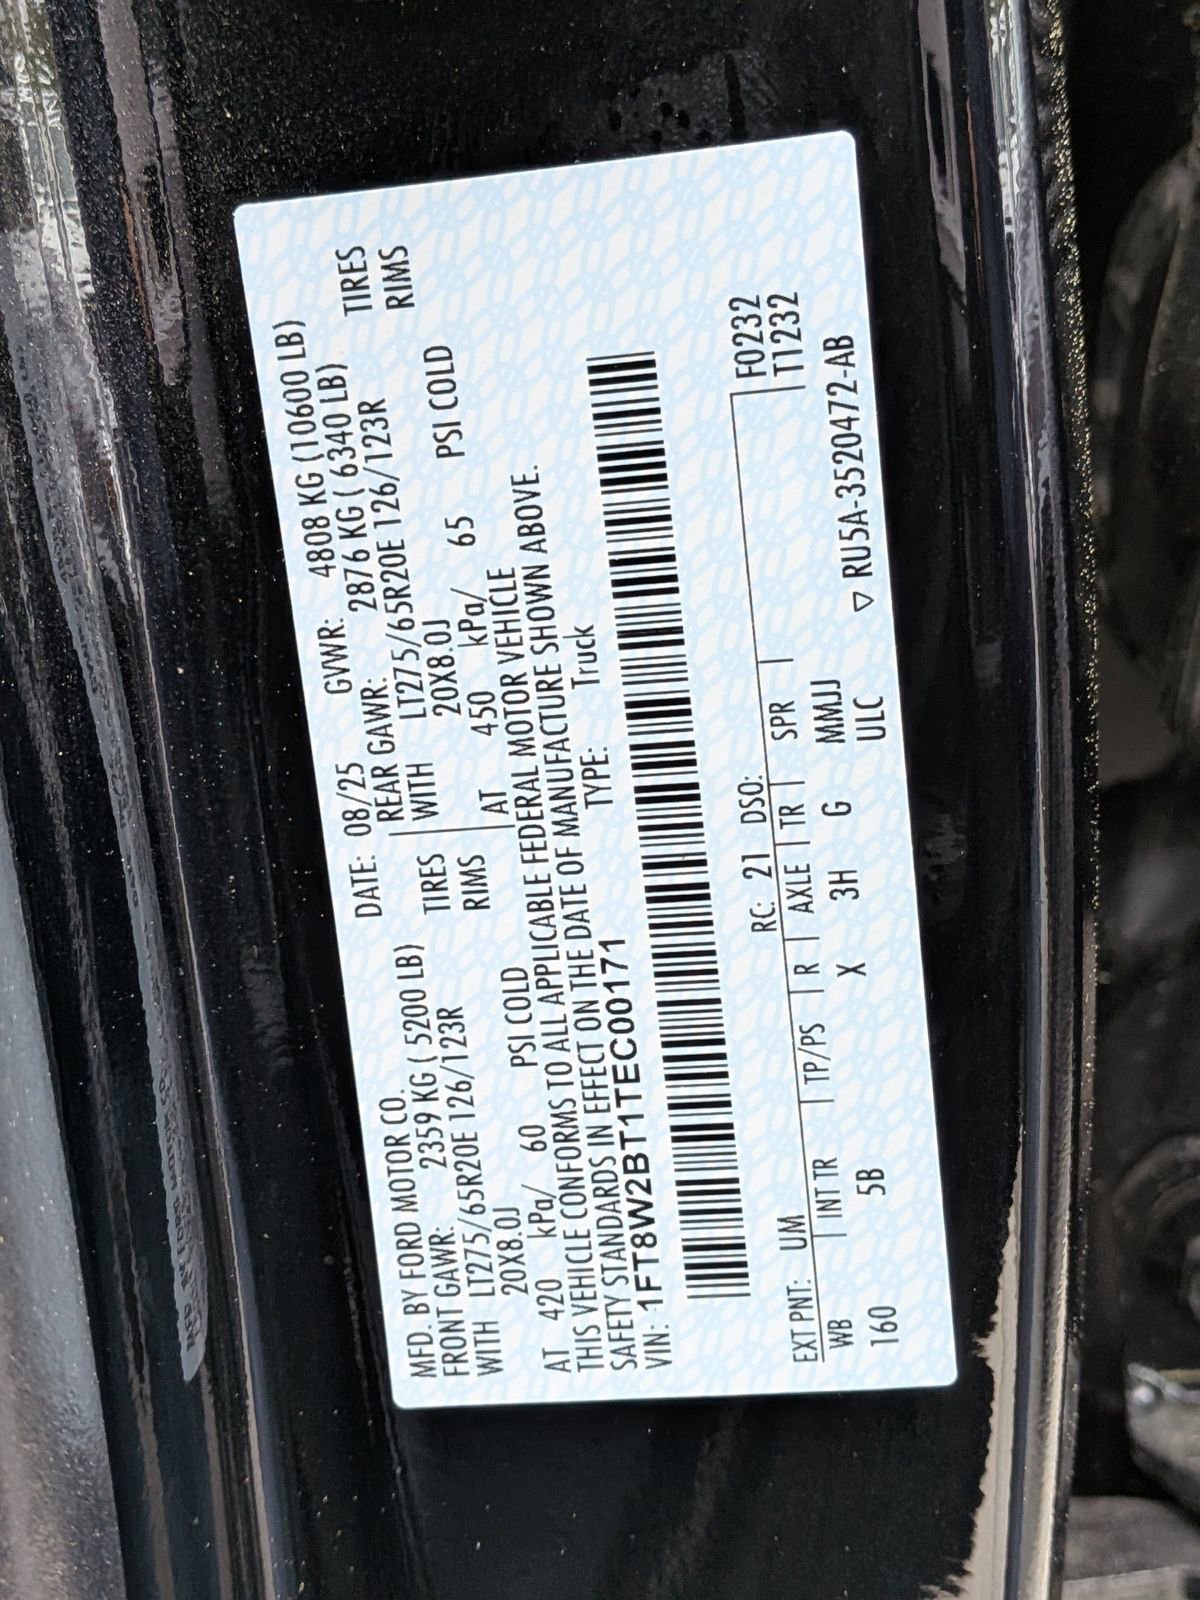 MFD. BY FORD MOTOR CO. DATE: 08/25 GVWR: 4808 KG (10600 LB)
FRONT GAWR: 2359 KG ( 5200 LB) REAR GAWR: 2876 KG ( 6340 LB)
WITH LT275/65R20E 126/123R TIRES WITH LT275/65R20E 126/123R TIRES
20X8.0J RIMS 20X8.0J RIMS
AT 420 kPa/ 60 PSI COLD AT 450 kPa/ 65 PSI COLD
THIS VEHICLE CONFORMS TO ALL APPLICABLE FEDERAL MOTOR VEHICLE
SAFETY STANDARDS IN EFFECT ON THE DATE OF MANUFACTURE SHOWN ABOVE.
VIN: 1FT8W2BT1TEC00171 TYPE: Truck
F0232
T1232
EXT PNT: UM RC: 21 DSO:
WB INT TR TP/PS R AXLE TR SPR
160 5B X 3H G MMJJ
ULC ▽ RU5A-3520472-AB